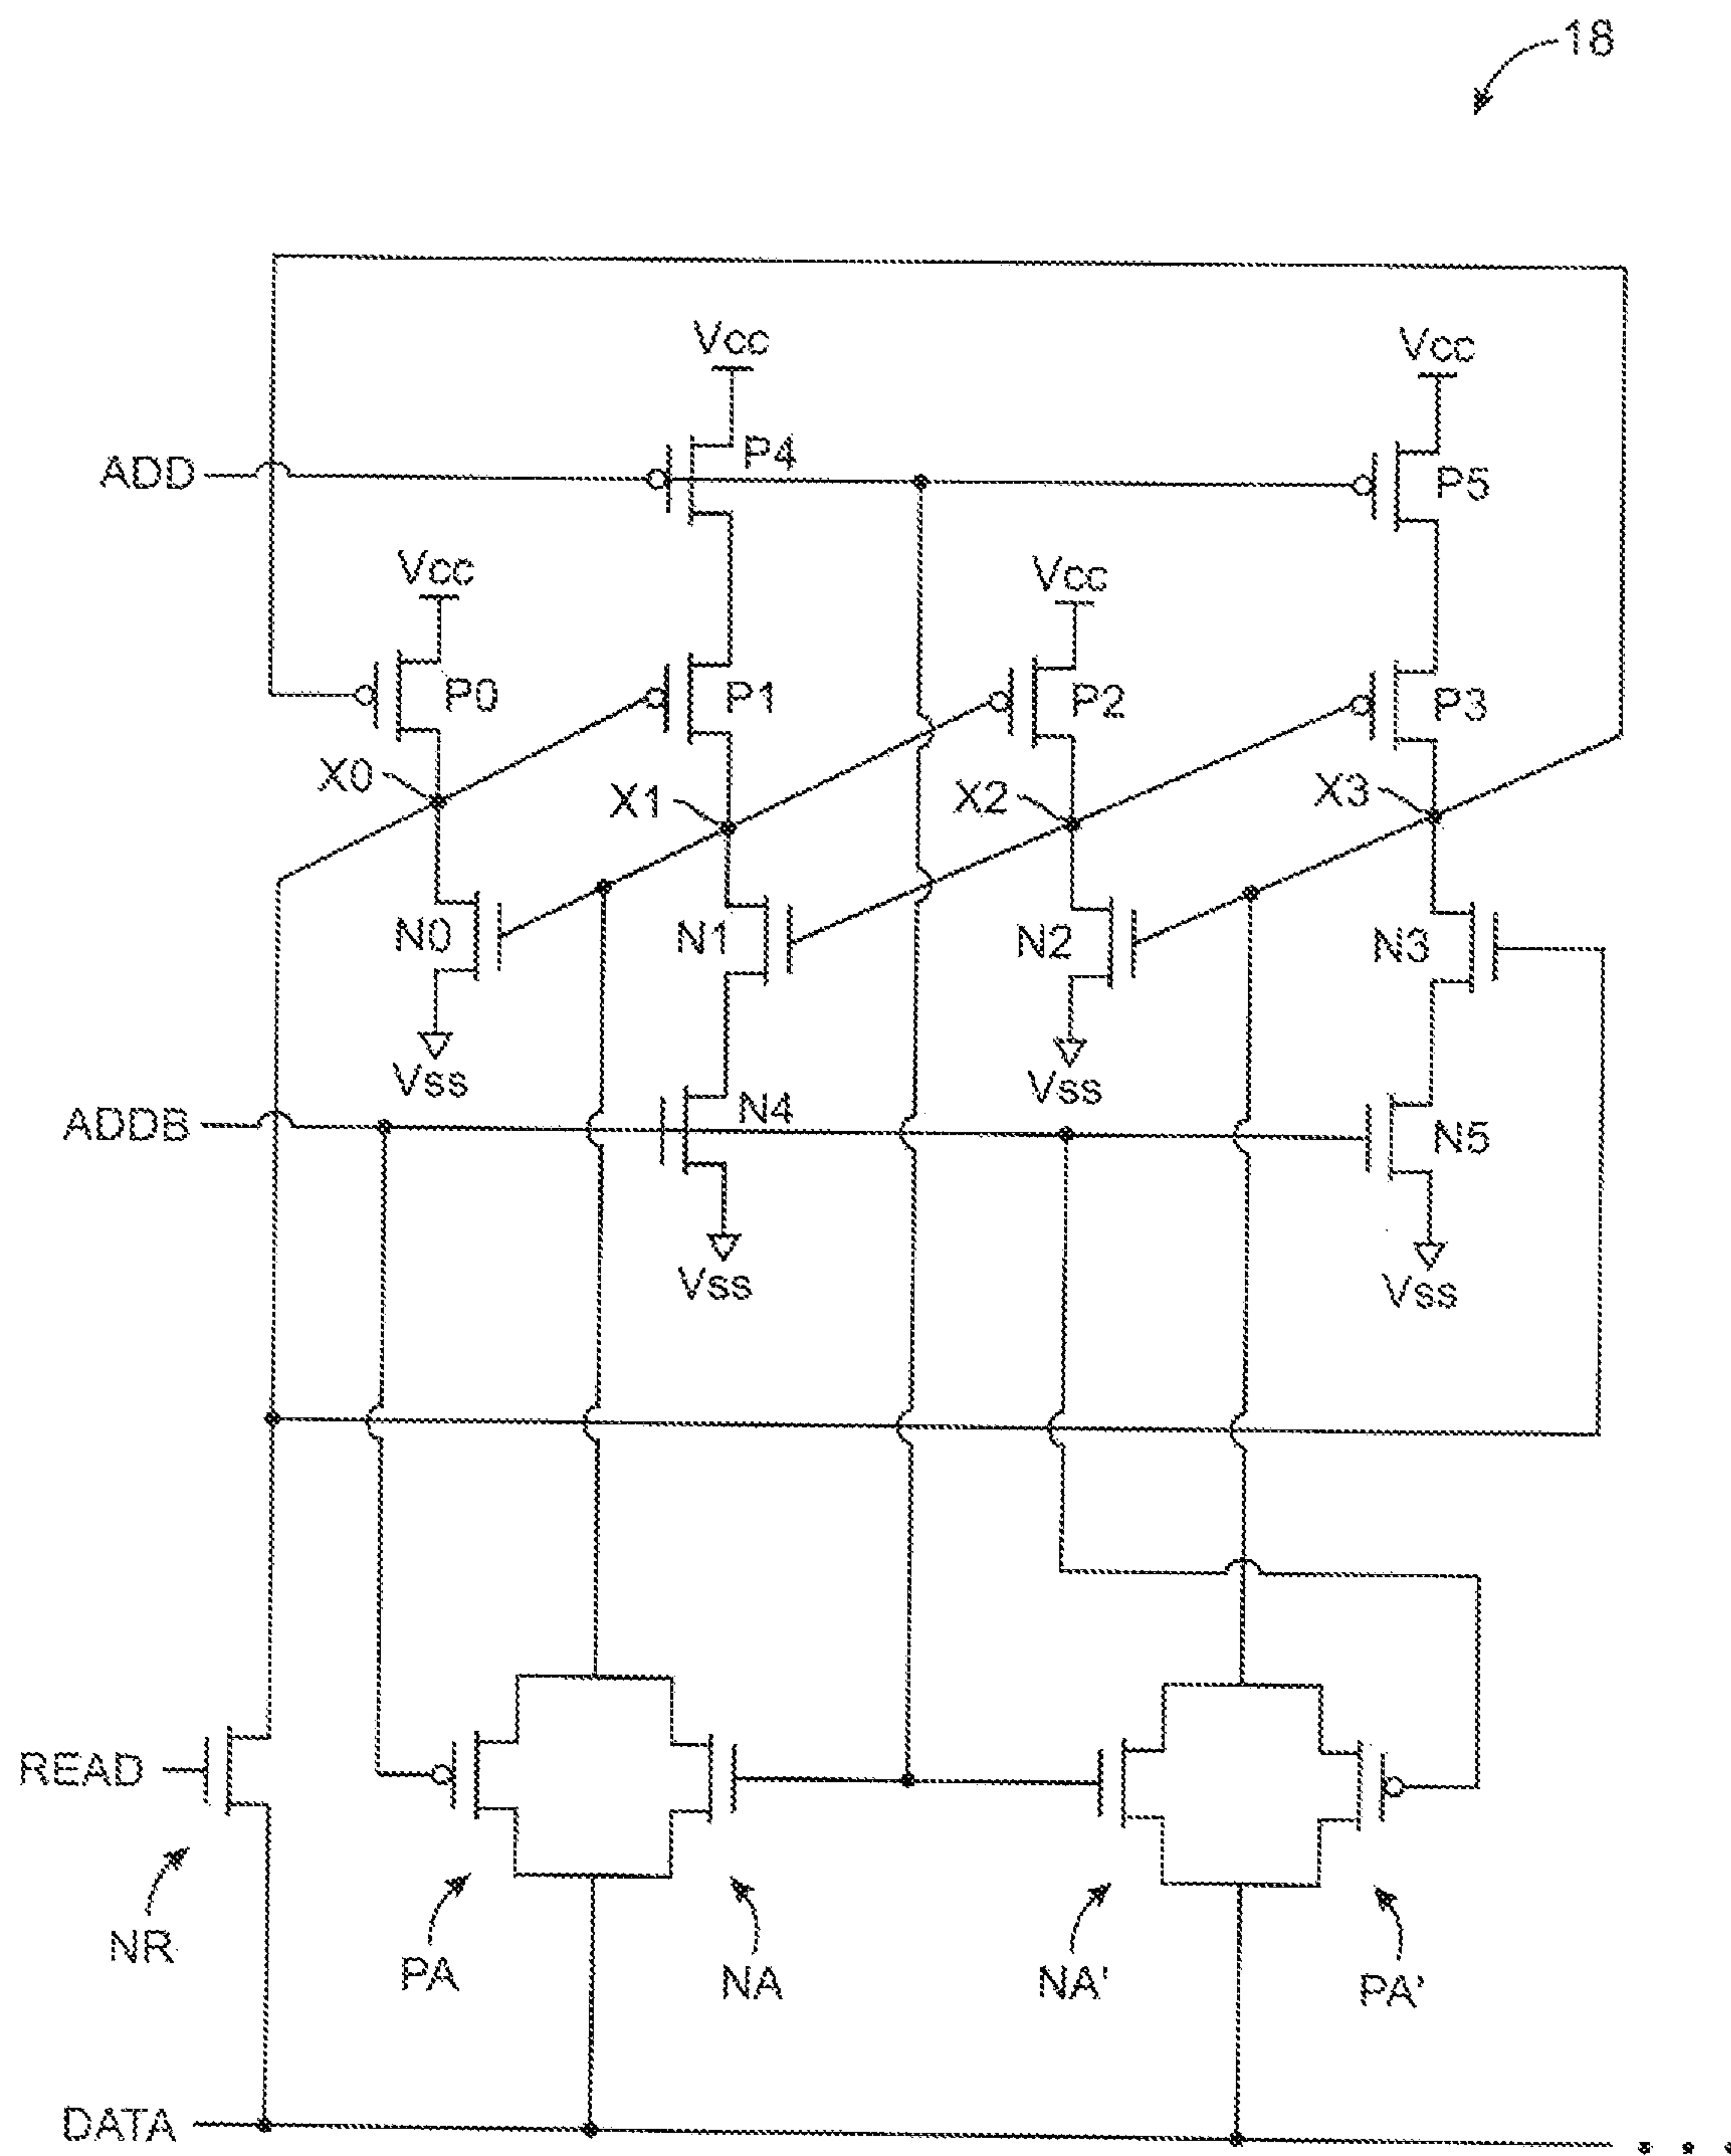 18
Vcc
Vcc
ADD
P4
P5
Vcc
Vcc
P0
P1
P2
P3
X0
X1
X2
X3
N0
N1
N2
N3
Vss
Vss
ADDB
N4
N5
Vss
Vss
READ
NR
PA
NA
NA'
PA'
DATA